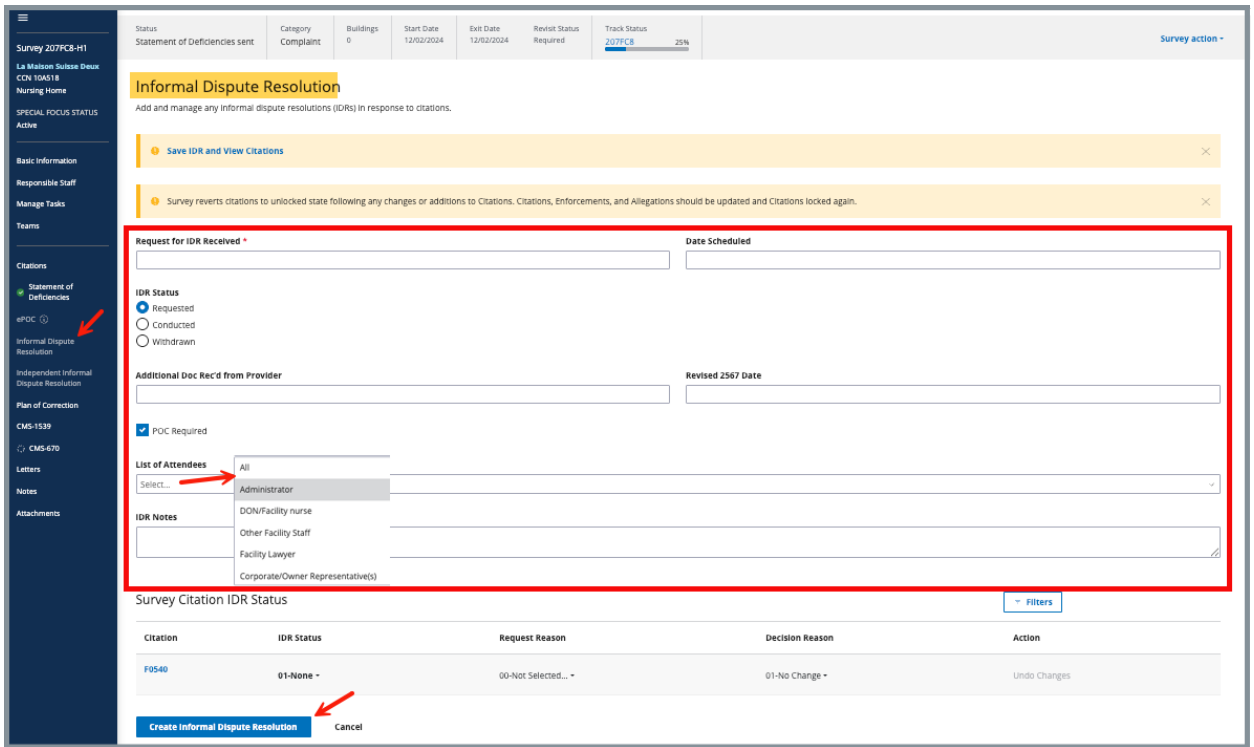 Survey 207FC8-H1
La Maison Suisse Deux
CCN 10A518
Nursing Home
SPECIAL FOCUS STATUS
Active
Basic Information
Responsible Staff
Manage Tasks
Teams
Citations
Statement of
Deficiencies
ePOC
Informal Dispute
Resolution
Independent Informal
Dispute Resolution
Plan of Correction
CMS-1539
CMS-670
Letters
Notes
Attachments
Status Category Buildings Start Date Exit Date Revisit Status Track Status
Statement of Deficiencies sent Complaint 0 12/02/2024 12/02/2024 Required 207FC8 25%
Survey action
Informal Dispute Resolution
Add and manage any informal dispute resolutions (IDRs) in response to citations.
Save IDR and View Citations
Survey reverts citations to unlocked state following any changes or additions to Citations. Citations, Enforcements, and Allegations should be updated and Citations locked again.
Request for IDR Received * Date Scheduled
IDR Status
Requested
Conducted
Withdrawn
Additional Doc Rec'd from Provider Revised 2567 Date
POC Required
List of Attendees
Select...
All
Administrator
DON/Facility nurse
Other Facility Staff
Facility Lawyer
Corporate/Owner Representative(s)
IDR Notes
Survey Citation IDR Status Filters
Citation IDR Status Request Reason Decision Reason Action
F0540 01-None 00-Not Selected... 01-No Change Undo Changes
Create Informal Dispute Resolution Cancel